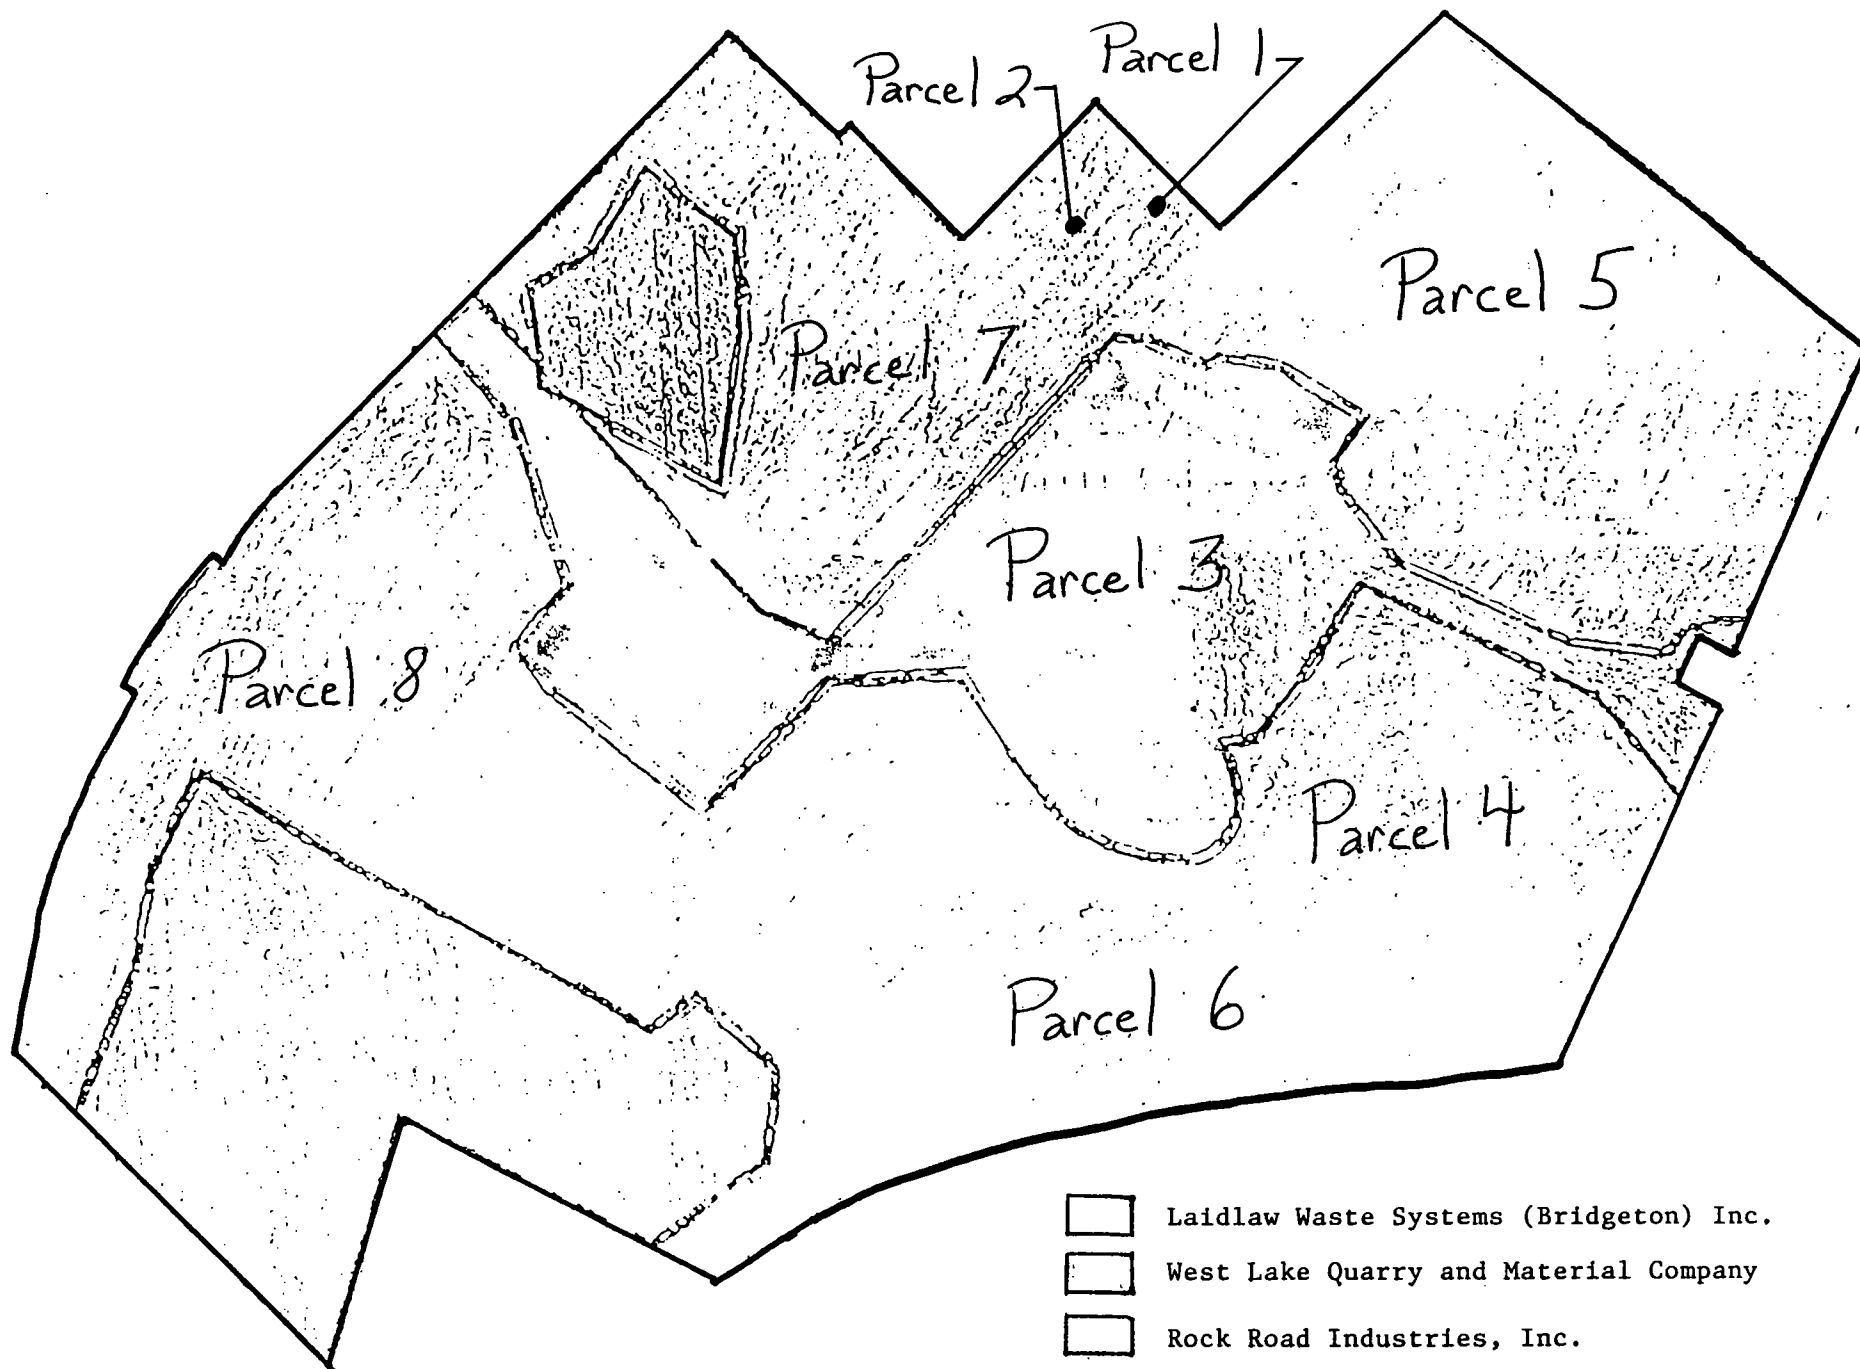 Parcel 1
Parcel 2
Parcel 5
Parcel 7
Parcel 3
Parcel 8
Parcel 4
Parcel 6
Laidlaw Waste Systems (Bridgeton) Inc.
West Lake Quarry and Material Company
Rock Road Industries, Inc.